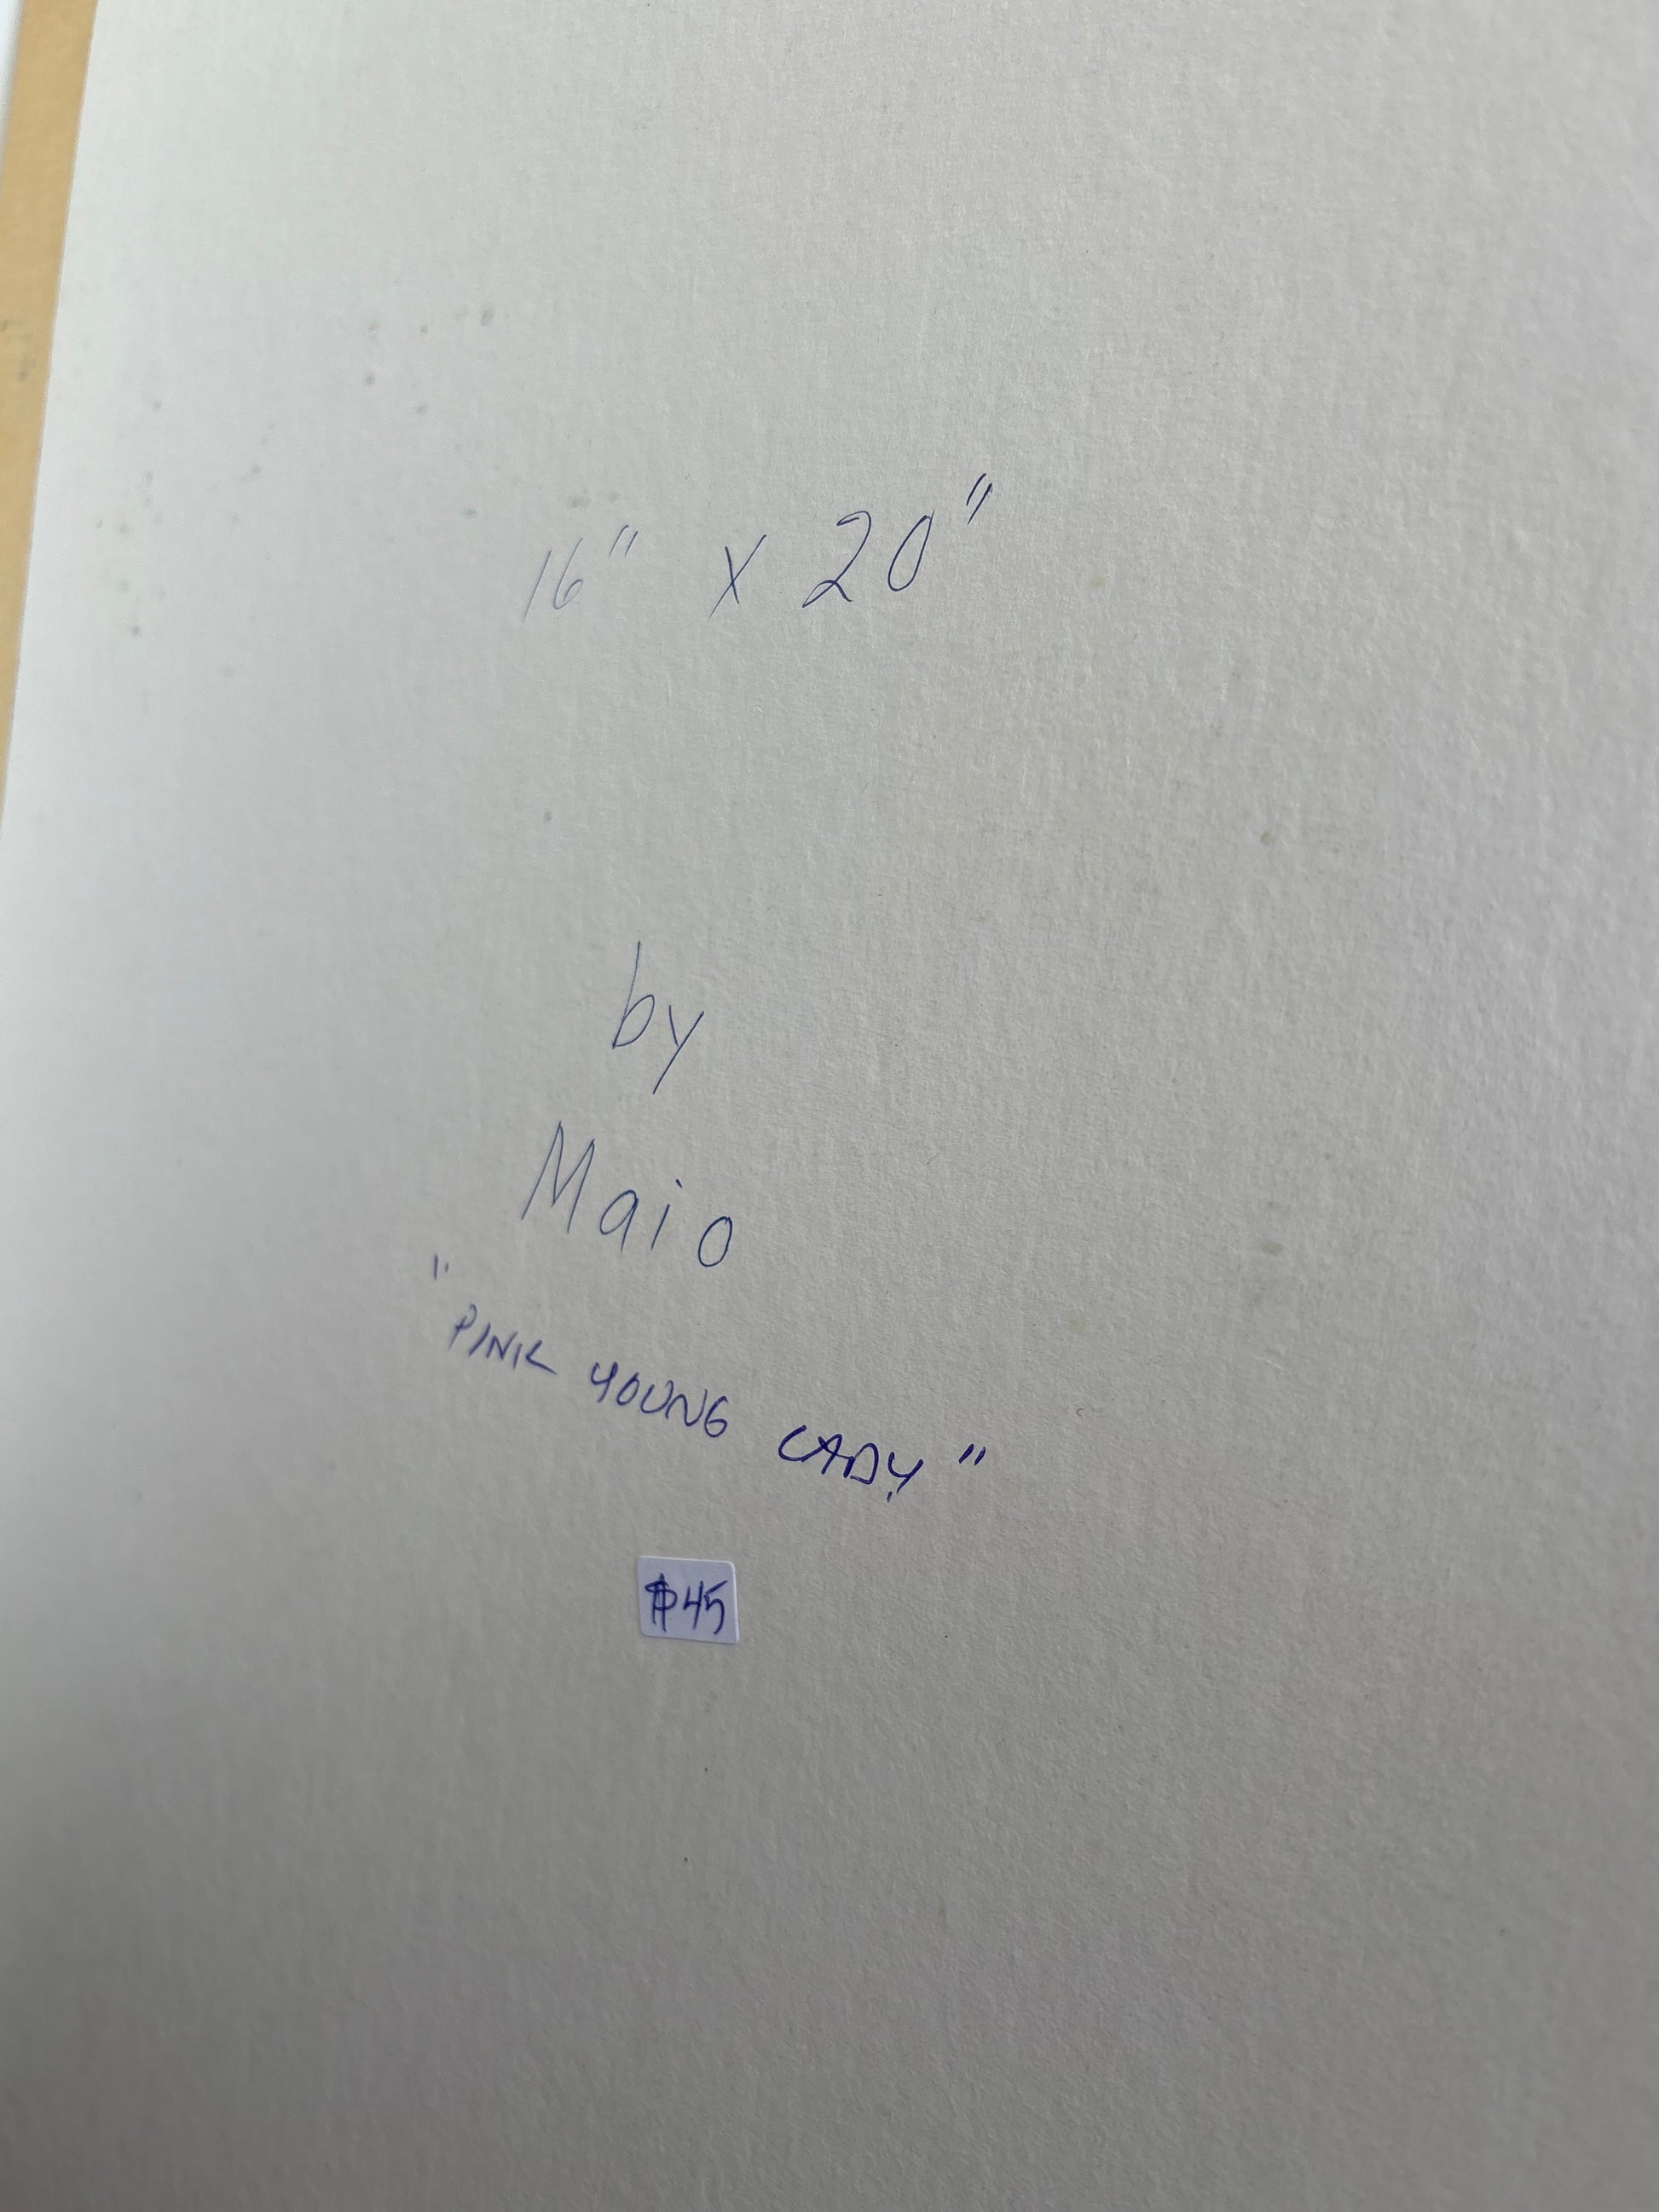 16" x 20"
by
Maio
"PINK YOUNG LADY"
$45